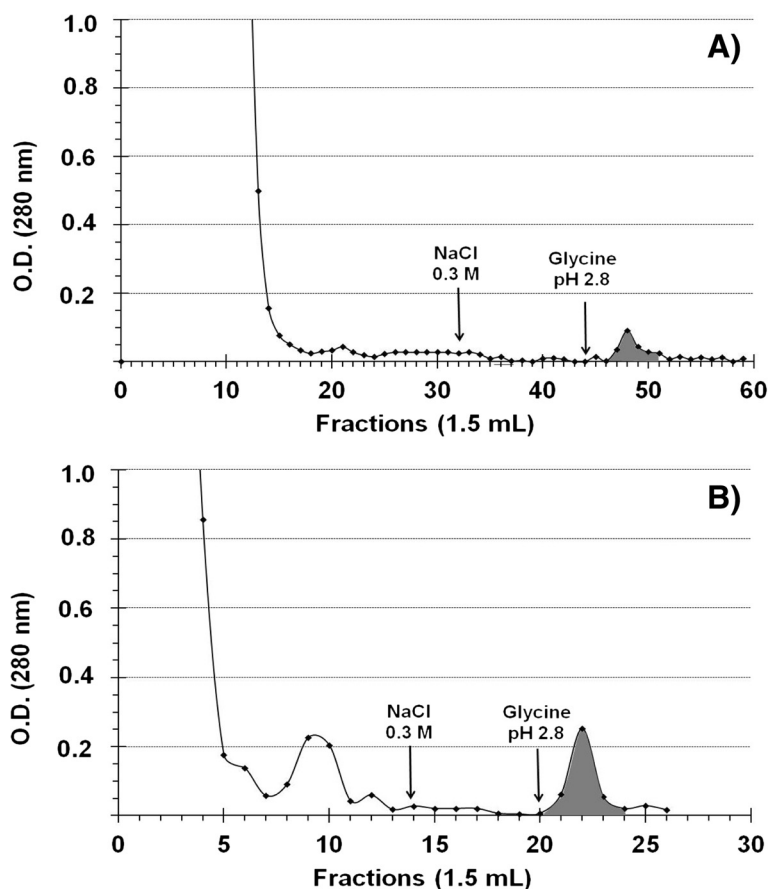 A)
1.0
0.8
0.6
0.4
0.2
O.D. (280 nm)
NaCl
0.3 M
Glycine
pH 2.8
0 10 20 30 40 50 60
Fractions (1.5 mL)
B)
1.0
0.8
0.6
0.4
0.2
O.D. (280 nm)
NaCl
0.3 M
Glycine
pH 2.8
0 5 10 15 20 25 30
Fractions (1.5 mL)